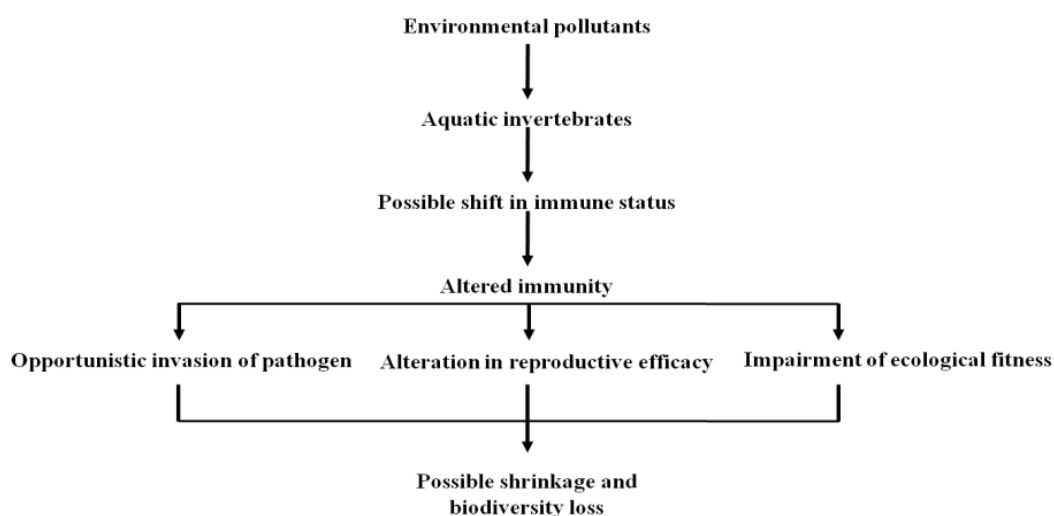 Environmental pollutants
Aquatic invertebrates
Possible shift in immune status
Altered immunity
Opportunistic invasion of pathogen
Alteration in reproductive efficacy
Impairment of ecological fitness
Possible shrinkage and
biodiversity loss